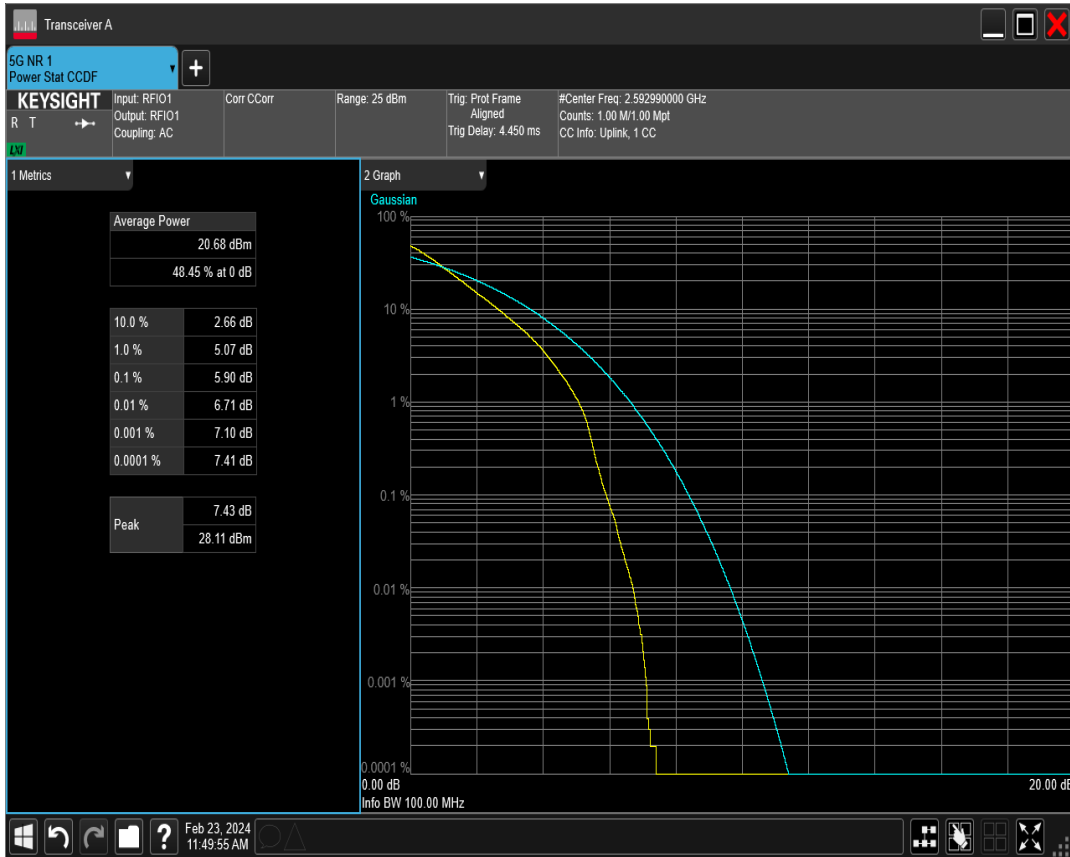 Transceiver A
5G NR 1
Power Stat CCDF
+
KEYSIGHT
R T
LXI
Input: RFIO1
Output: RFIO1
Coupling: AC
Corr CCorr
Range: 25 dBm
Trig: Prot Frame
Aligned
Trig Delay: 4.450 ms
#Center Freq: 2.592990000 GHz
Counts: 1.00 M/1.00 Mpt
CC Info: Uplink, 1 CC
1 Metrics
Average Power
20.68 dBm
48.45 % at 0 dB
10.0 % 2.66 dB
1.0 % 5.07 dB
0.1 % 5.90 dB
0.01 % 6.71 dB
0.001 % 7.10 dB
0.0001 % 7.41 dB
Peak
7.43 dB
28.11 dBm
2 Graph
Gaussian
100 %
10 %
1 %
0.1 %
0.01 %
0.001 %
0.0001 %
0.00 dB 20.00 dB
Info BW 100.00 MHz
?
Feb 23, 2024
11:49:55 AM